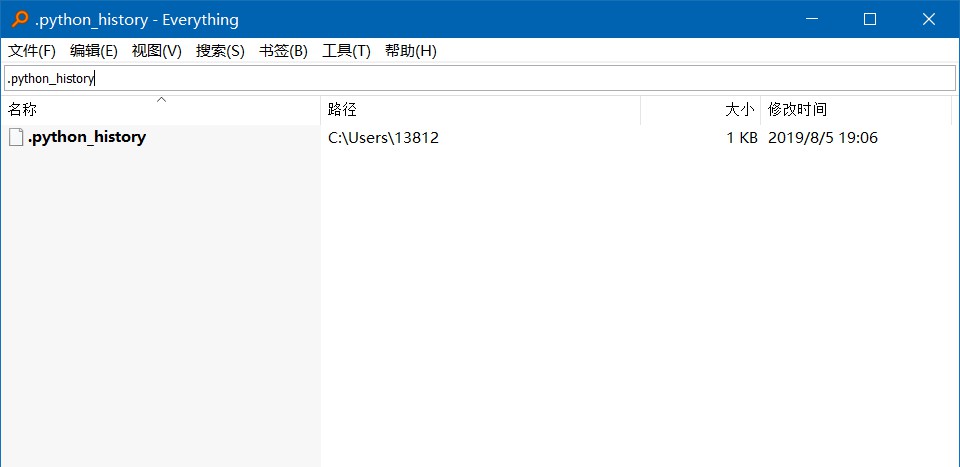 .python_history - Everything
文件(F) 编辑(E) 视图(V) 搜索(S) 书签(B) 工具(T) 帮助(H)
.python_history
名称 路径 大小 修改时间
.python_history C:\Users\13812 1 KB 2019/8/5 19:06